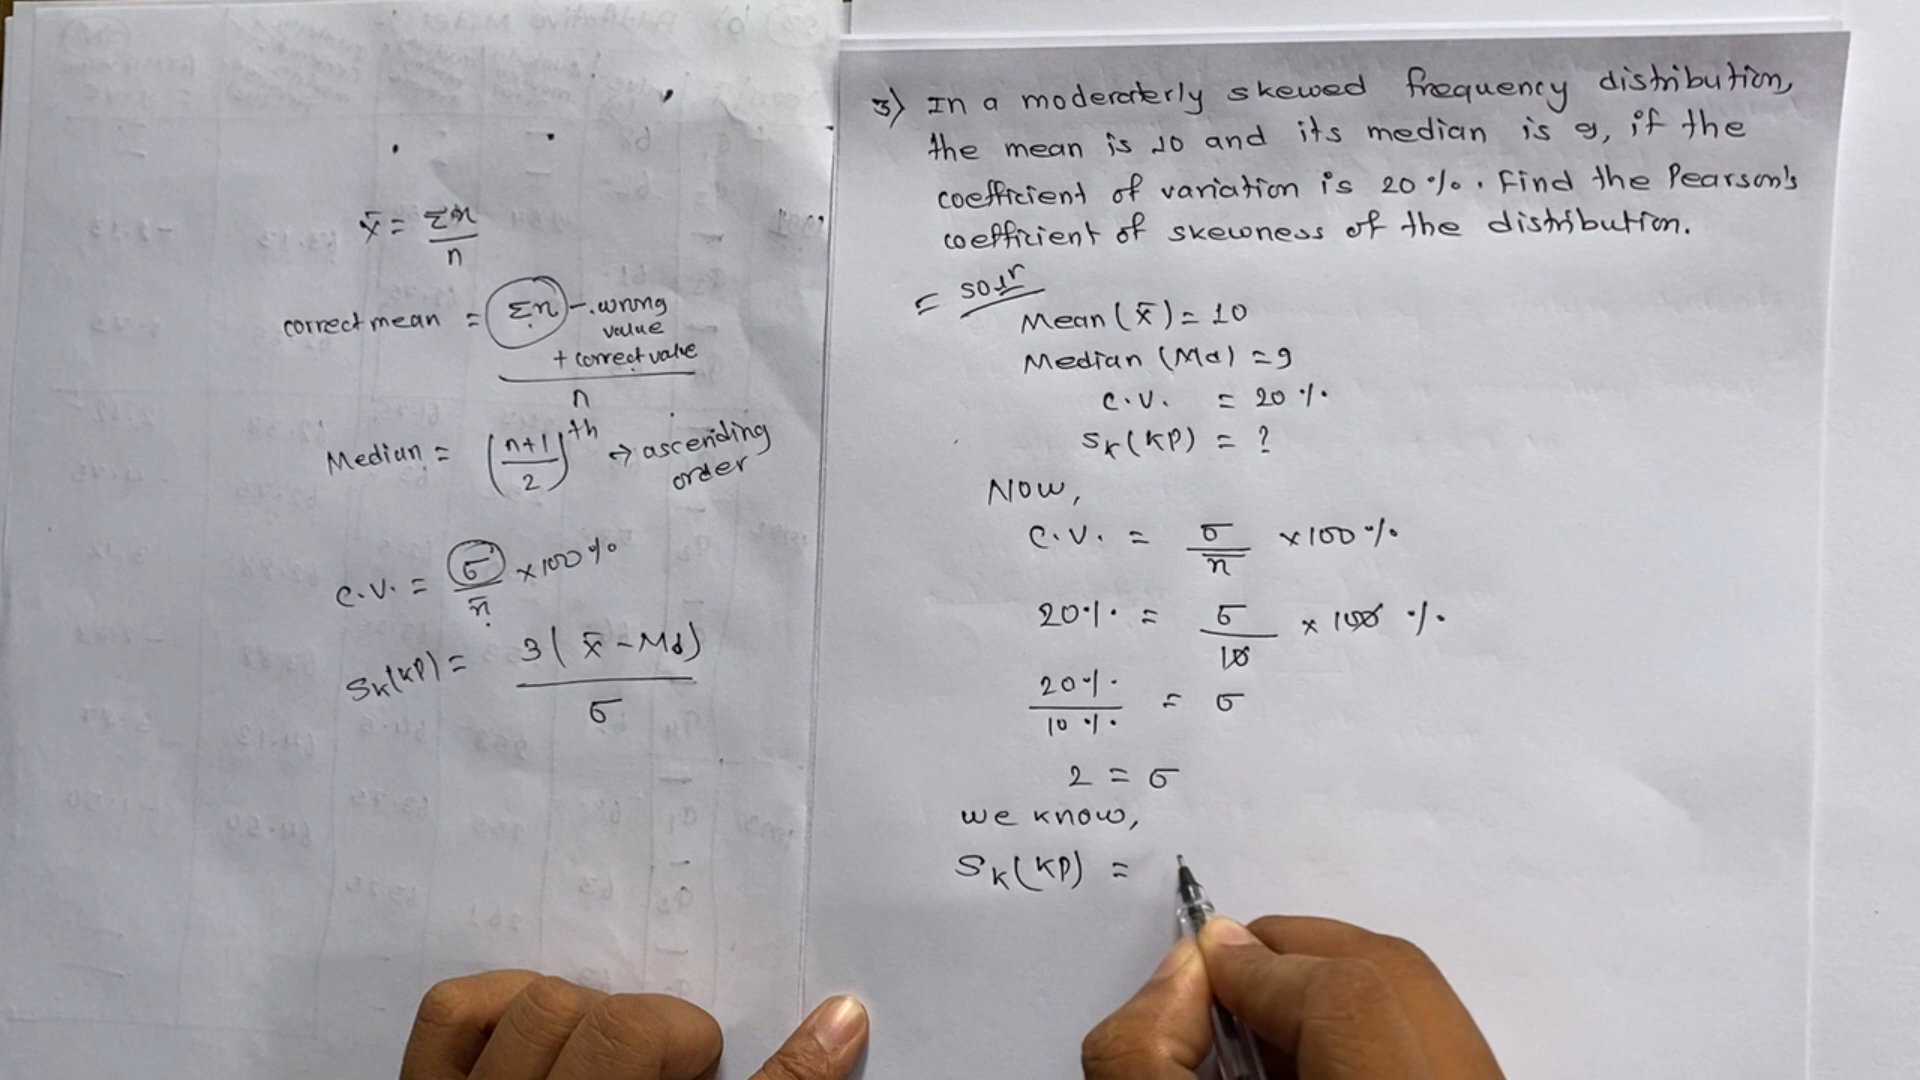 x̄ = Σx
n
correct mean = Σx - wrong
value
+ correct value
n
Median = (n+1/2)th → ascending
order
C.V. = σ/x̄ × 100%
Sk(KP) = 3(x̄ - Md)
σ
3) In a moderaterly skewed frequency distribution,
the mean is 10 and its median is 9, if the
coefficient of variation is 20%. Find the Pearson's
coefficient of skewness of the distribution.
= solⁿ
Mean (x̄) = 10
Median (Md) = 9
C.V. = 20%.
Sk(KP) = ?
Now,
C.V. = σ/x̄ × 100%
20% = σ/10 × 100 %
20%/10% = σ
2 = σ
we know,
Sk(KP) =